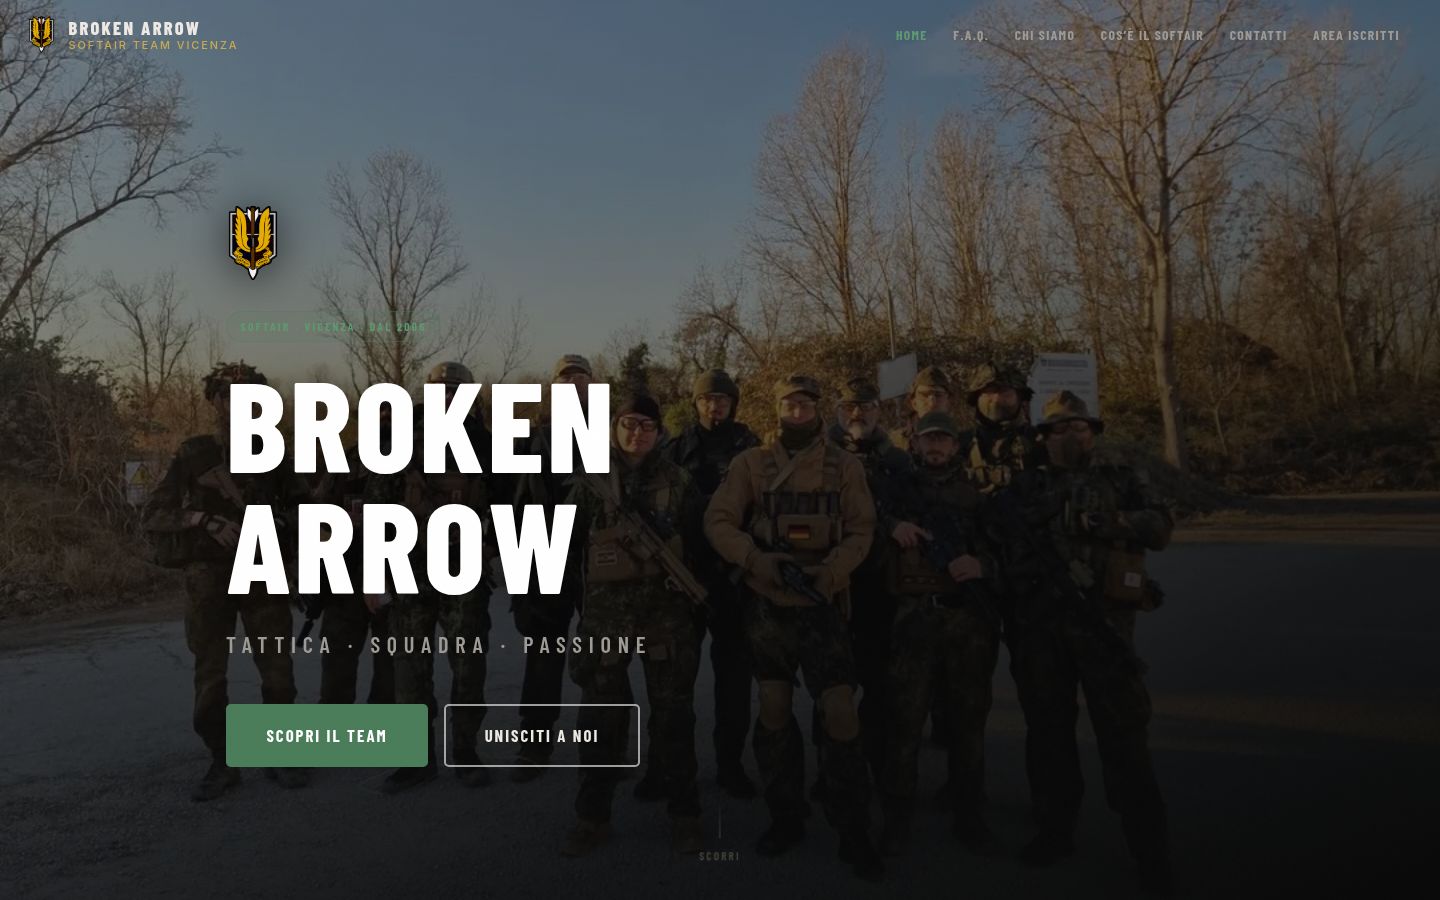 BROKEN ARROW
SOFTAIR TEAM VICENZA
HOME
F.A.Q.
CHI SIAMO
COS'È IL SOFTAIR
CONTATTI
AREA ISCRITTI
SOFTAIR · VICENZA · DAL 2006
BROKEN
ARROW
TATTICA · SQUADRA · PASSIONE
SCOPRI IL TEAM
UNISCITI A NOI
SCORRI